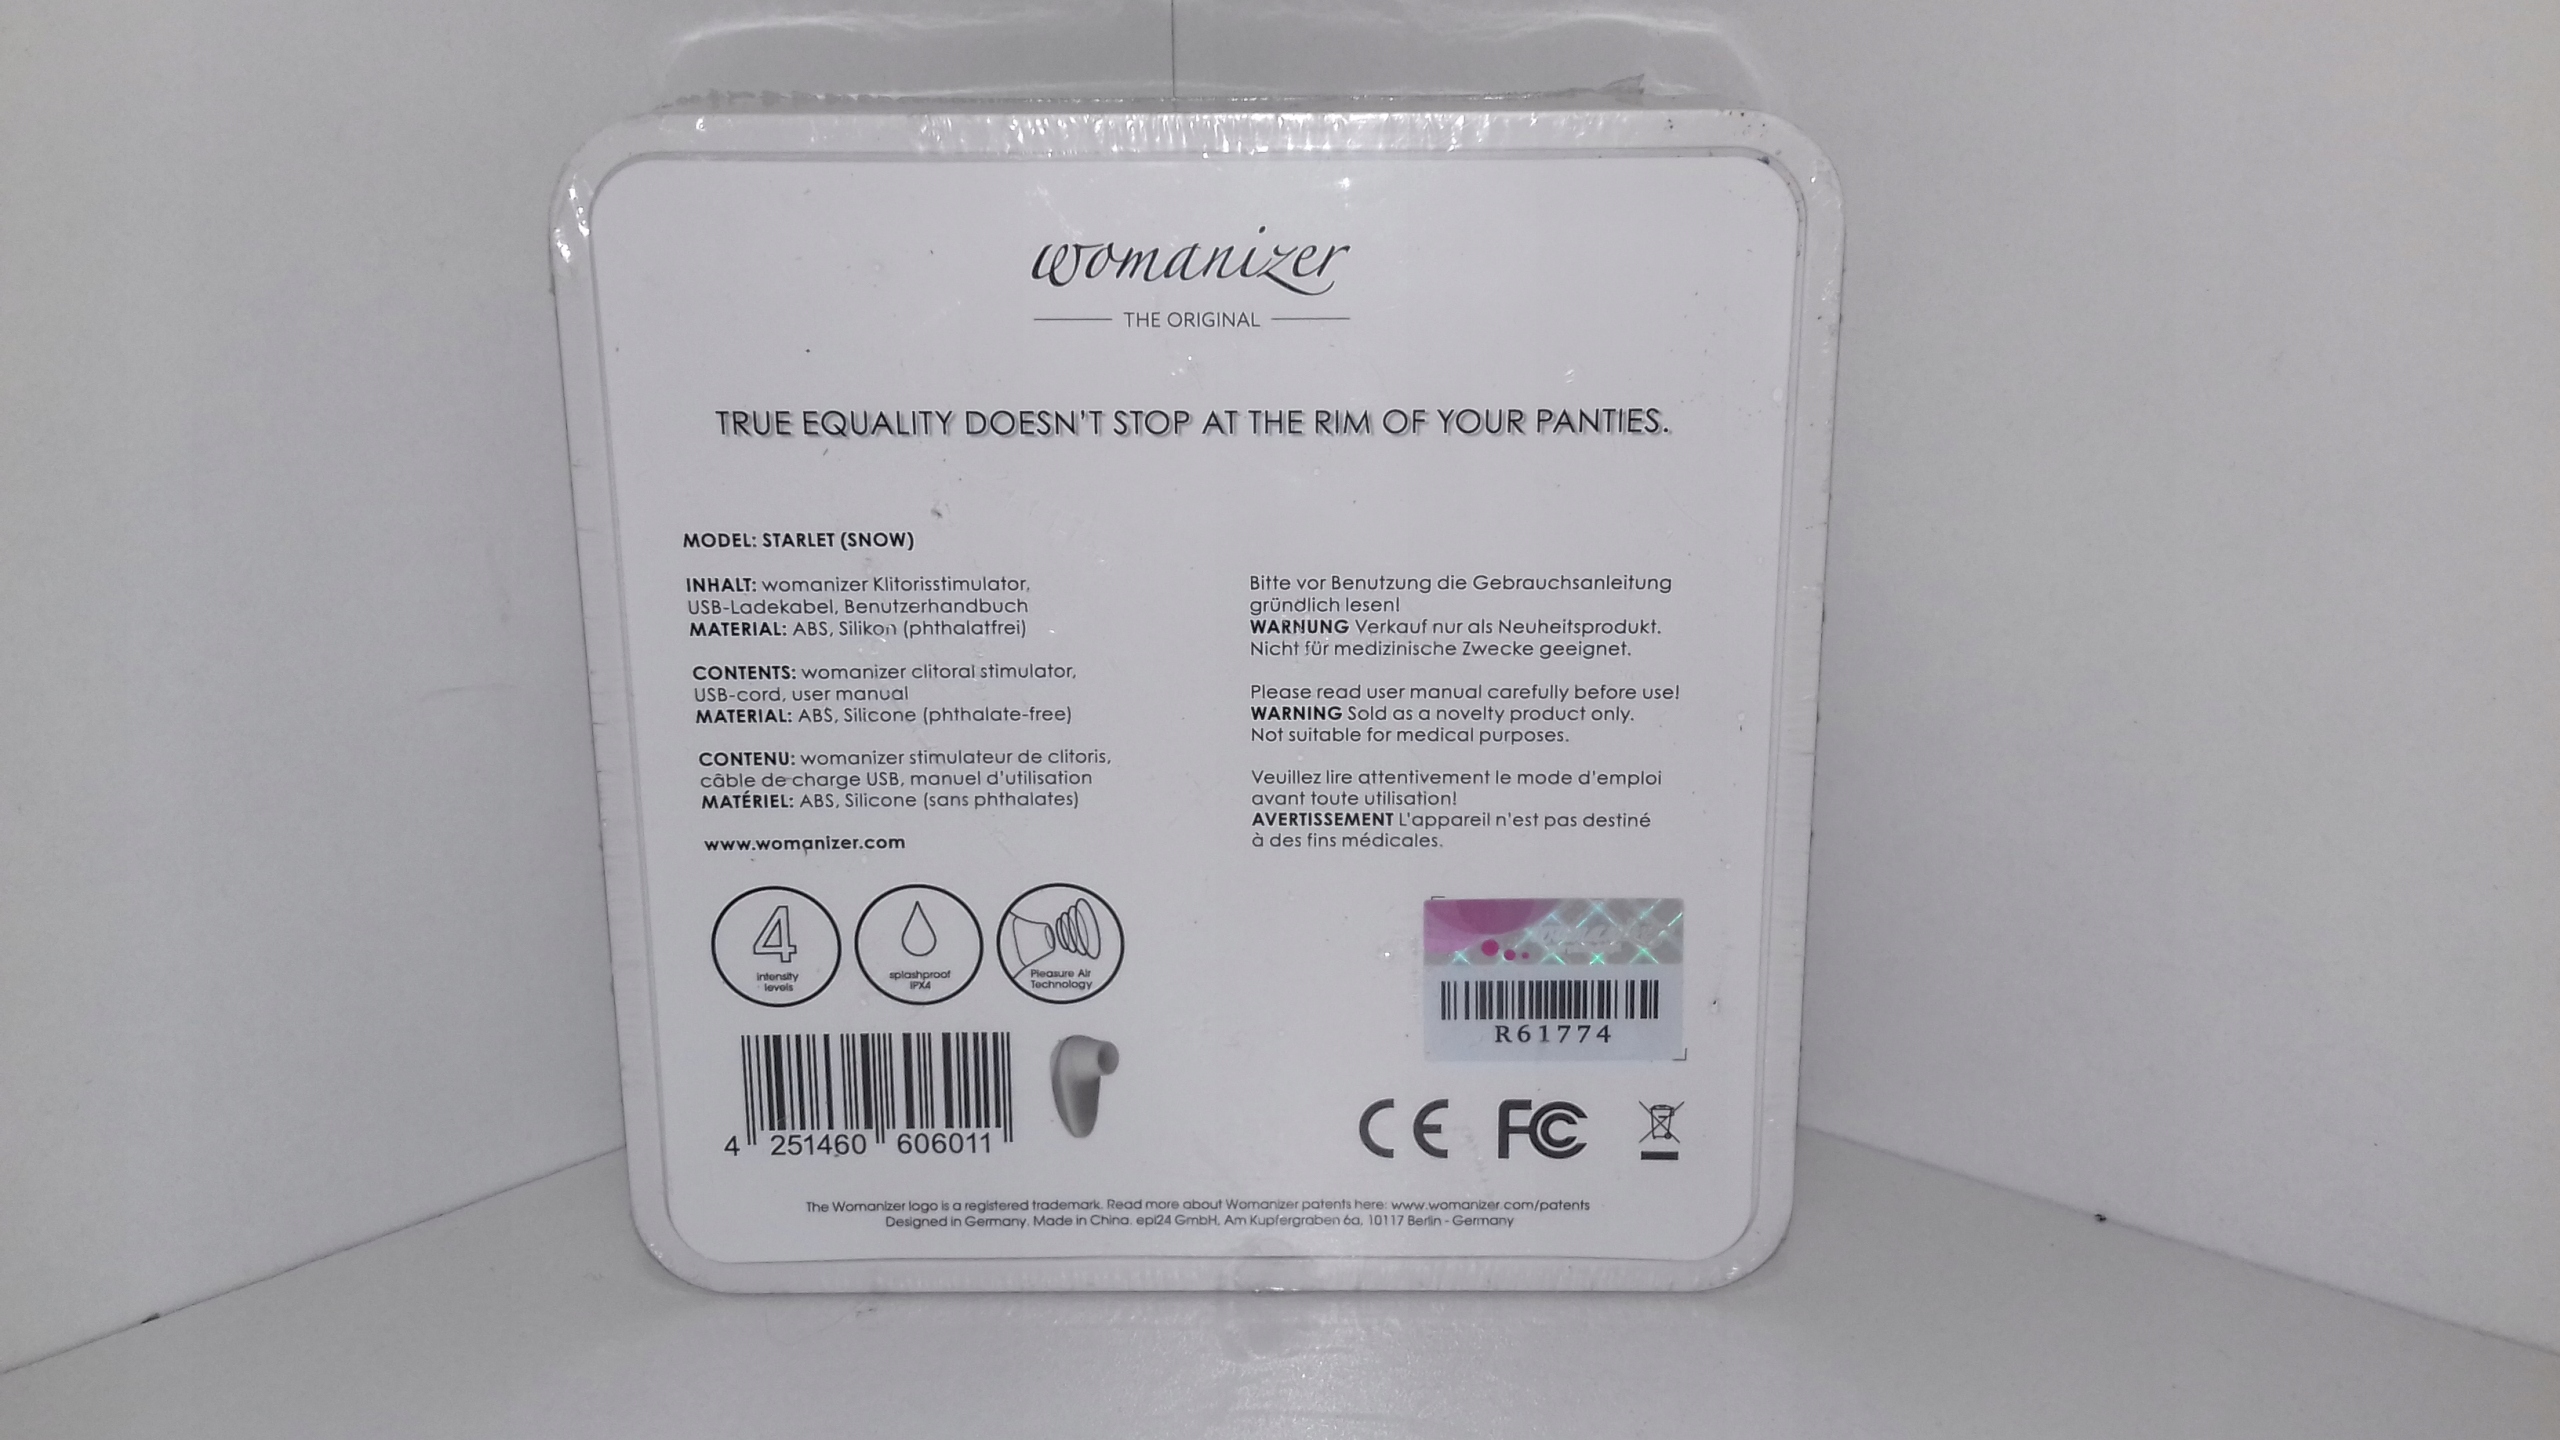 womanizer
THE ORIGINAL
TRUE EQUALITY DOESN'T STOP AT THE RIM OF YOUR PANTIES.
MODEL: STARLET (SNOW)
INHALT: womanizer Klitorisstimulator,
USB-Ladekabel, Benutzerhandbuch
MATERIAL: ABS, Silikon (phthalatfrei)
CONTENTS: womanizer clitoral stimulator,
USB-cord, user manual
MATERIAL: ABS, Silicone (phthalate-free)
CONTENU: womanizer stimulateur de clitoris,
câble de charge USB, manuel d'utilisation
MATÉRIEL: ABS, Silicone (sans phthalates)
www.womanizer.com
Bitte vor Benutzung die Gebrauchsanleitung
gründlich lesen!
WARNUNG Verkauf nur als Neuheitsprodukt.
Nicht für medizinische Zwecke geeignet.
Please read user manual carefully before use!
WARNING Sold as a novelty product only.
Not suitable for medical purposes.
Veuillez lire attentivement le mode d'emploi
avant toute utilisation!
AVERTISSEMENT L'appareil n'est pas destiné
à des fins médicales.
4
intensity
levels
splashproof
IPX4
Pleasure Air
Technology
R61774
4 251460 606011
CE FC
The Womanizer logo is a registered trademark. Read more about Womanizer patents here: www.womanizer.com/patents
Designed in Germany. Made in China. epi24 GmbH, Am Kupfergraben 6a, 10117 Berlin - Germany